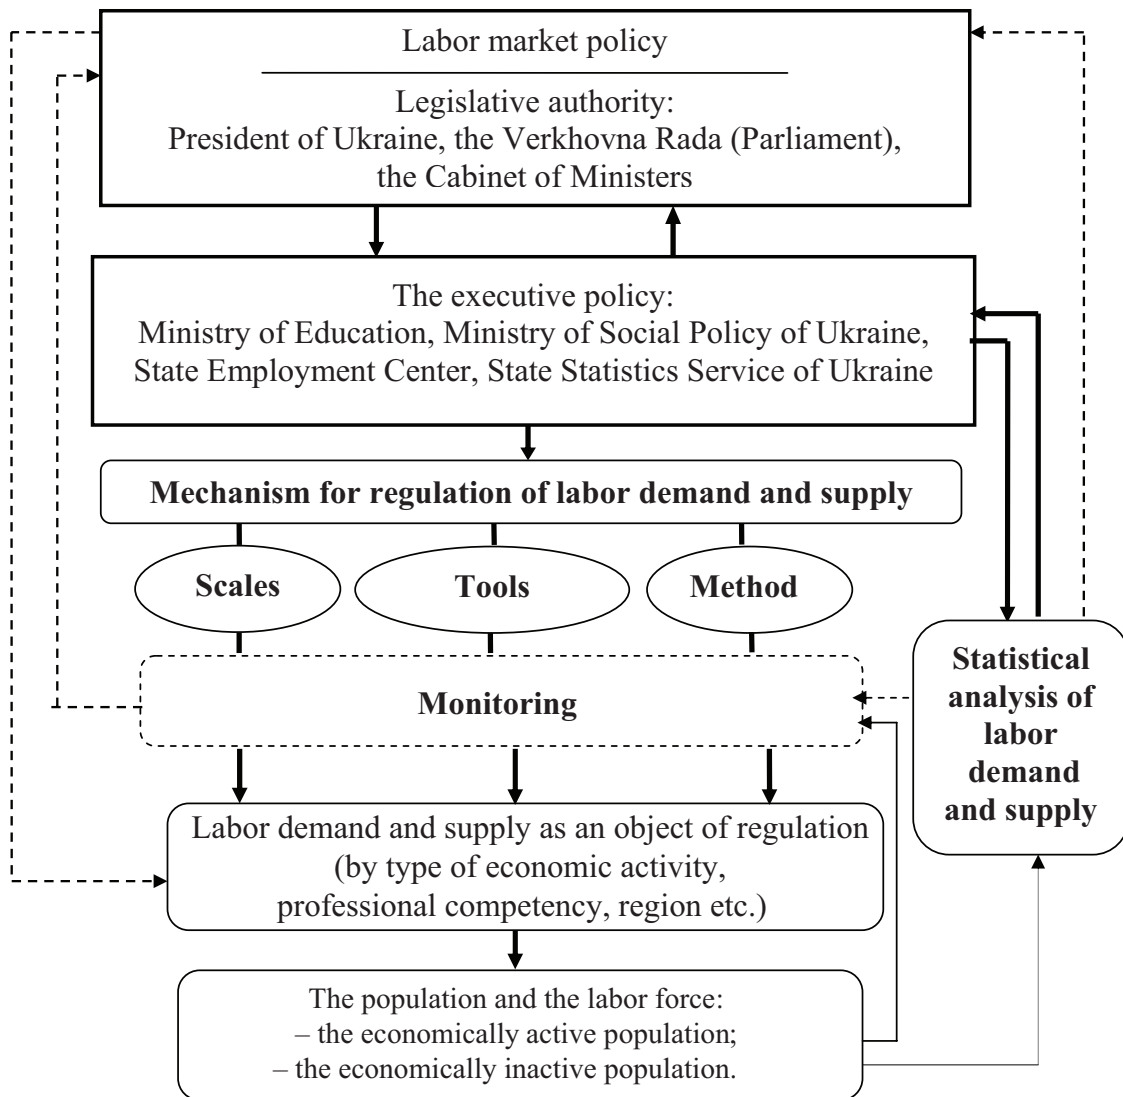 Labor market policy
Legislative authority:
President of Ukraine, the Verkhovna Rada (Parliament),
the Cabinet of Ministers
The executive policy:
Ministry of Education, Ministry of Social Policy of Ukraine,
State Employment Center, State Statistics Service of Ukraine
Mechanism for regulation of labor demand and supply
Scales
Tools
Method
Monitoring
Statistical
analysis of
labor
demand
and supply
Labor demand and supply as an object of regulation
(by type of economic activity,
professional competency, region etc.)
The population and the labor force:
– the economically active population;
– the economically inactive population.